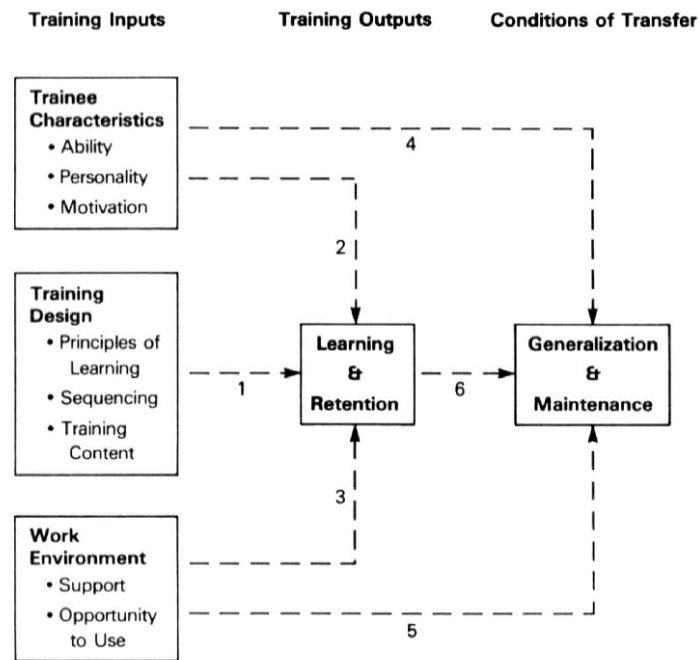 Training Inputs
Training Outputs
Conditions of Transfer
Trainee
Characteristics
• Ability
• Personality
• Motivation
4
2
Training
Design
• Principles of
Learning
• Sequencing
• Training
Content
1
Learning
&
Retention
6
Generalization
&
Maintenance
3
Work
Environment
• Support
• Opportunity
to Use
5